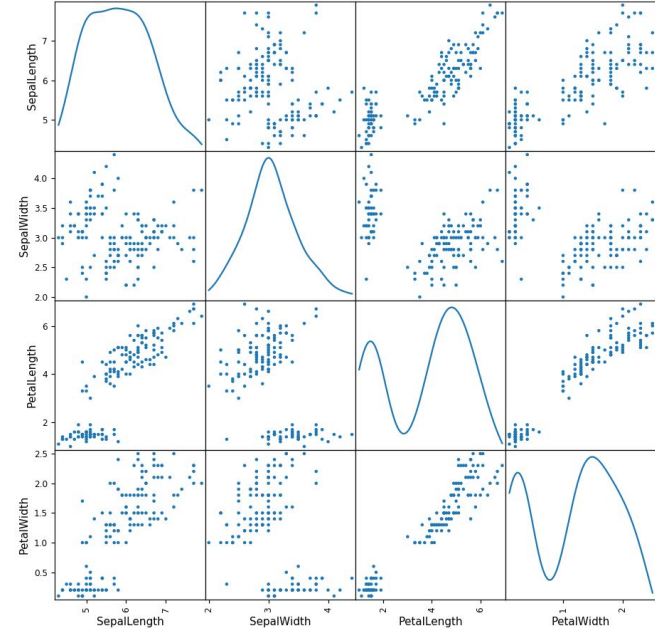 SepalLength
7
6
5
SepalWidth
4.0
3.5
3.0
2.5
2.0
PetalLength
6
4
2
PetalWidth
2.5
2.0
1.5
1.0
0.5
5 6 7 2 3 4 2 4 6 1 2
SepalLength SepalWidth PetalLength PetalWidth